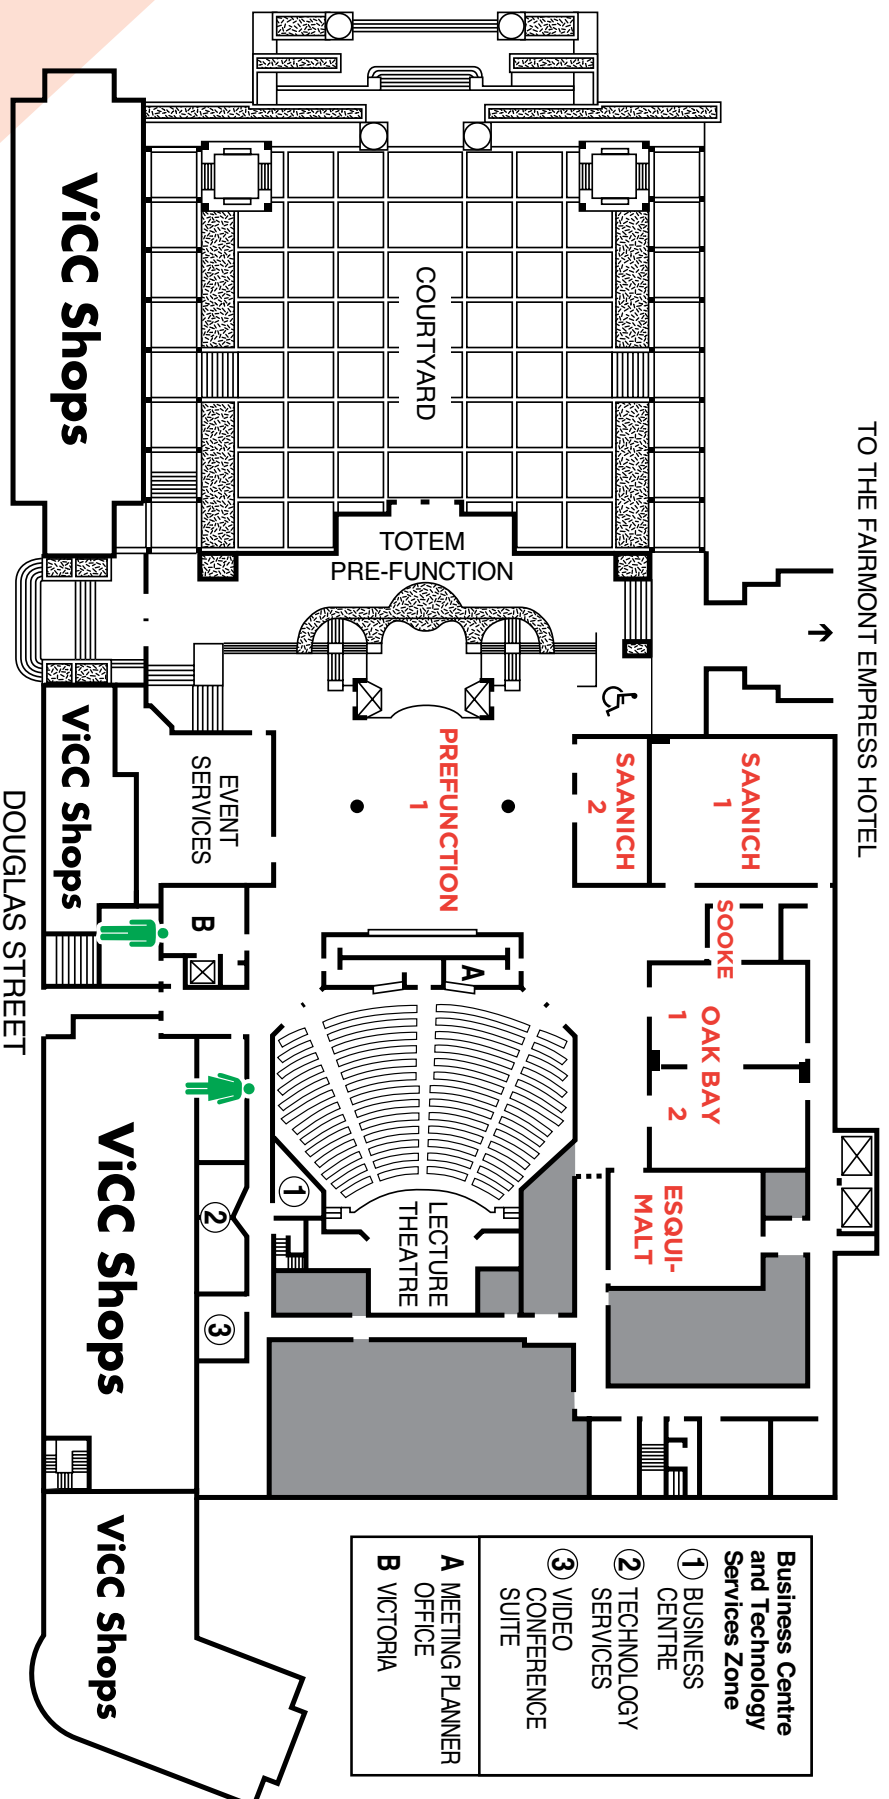 TO THE FAIRMONT EMPRESS HOTEL
ViCC Shops
COURTYARD
TOTEM
PRE-FUNCTION
ViCC Shops
EVENT
SERVICES
PREFUNCTION
1
SAANICH
2
SAANICH
1
B
A
SOOKE
OAK BAY
1
2
ESQUI-
MALT
LECTURE
THEATRE
1
2
3
ViCC Shops
ViCC Shops
DOUGLAS STREET
Business Centre
and Technology
Services Zone
1 BUSINESS
CENTRE
2 TECHNOLOGY
SERVICES
3 VIDEO
CONFERENCE
SUITE
A MEETING PLANNER
OFFICE
B VICTORIA